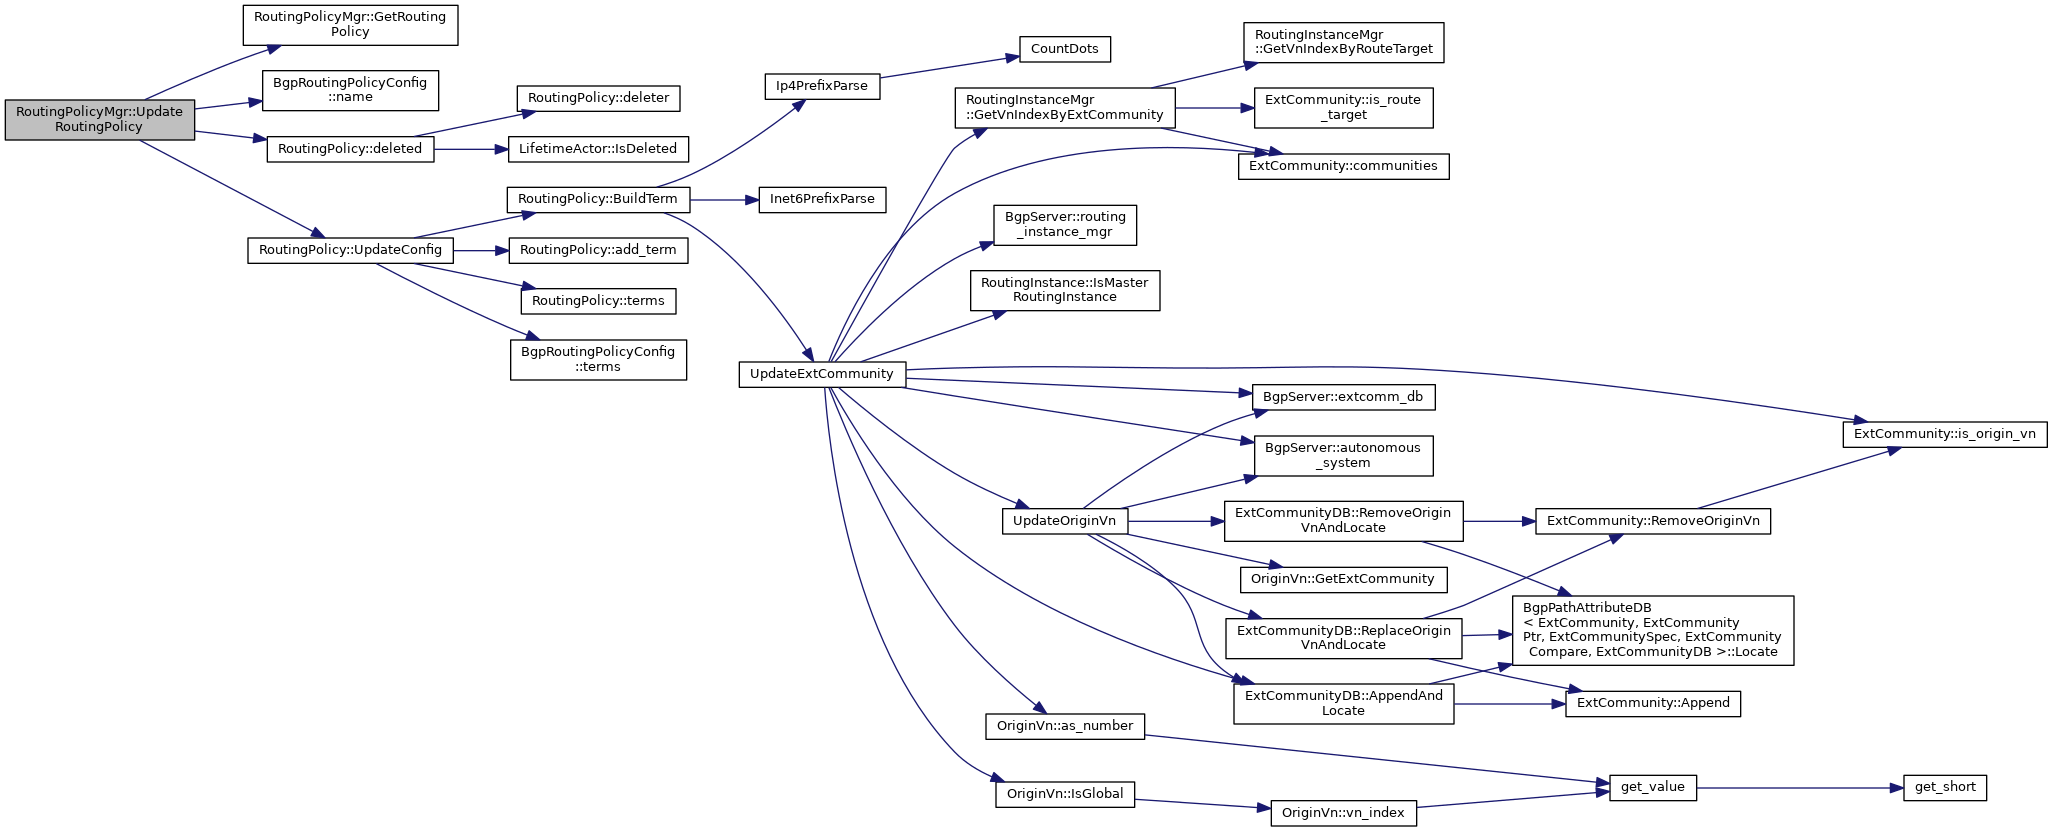 RoutingPolicyMgr::Update
RoutingPolicy
RoutingPolicyMgr::GetRouting
Policy
BgpRoutingPolicyConfig
::name
RoutingPolicy::deleted
RoutingPolicy::deleter
LifetimeActor::IsDeleted
RoutingPolicy::UpdateConfig
RoutingPolicy::BuildTerm
RoutingPolicy::add_term
RoutingPolicy::terms
BgpRoutingPolicyConfig
::terms
Ip4PrefixParse
CountDots
Inet6PrefixParse
UpdateExtCommunity
RoutingInstanceMgr
::GetVnIndexByExtCommunity
RoutingInstanceMgr
::GetVnIndexByRouteTarget
ExtCommunity::is_route
_target
ExtCommunity::communities
BgpServer::routing
_instance_mgr
RoutingInstance::IsMaster
RoutingInstance
BgpServer::extcomm_db
BgpServer::autonomous
_system
ExtCommunity::is_origin_vn
UpdateOriginVn
ExtCommunityDB::RemoveOrigin
VnAndLocate
ExtCommunity::RemoveOriginVn
OriginVn::GetExtCommunity
ExtCommunityDB::ReplaceOrigin
VnAndLocate
BgpPathAttributeDB
< ExtCommunity, ExtCommunity
Ptr, ExtCommunitySpec, ExtCommunity
Compare, ExtCommunityDB >::Locate
ExtCommunityDB::AppendAnd
Locate
ExtCommunity::Append
OriginVn::as_number
OriginVn::IsGlobal
OriginVn::vn_index
get_value
get_short